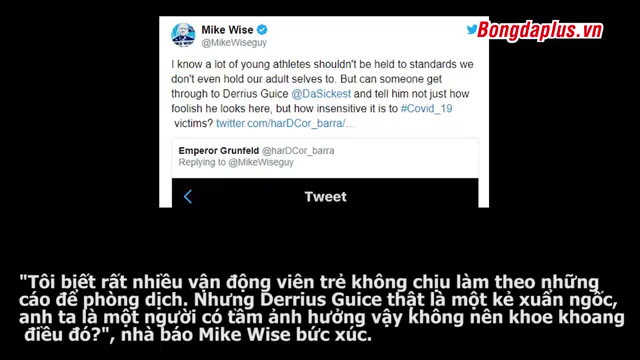 Mike Wise
@MikeWiseguy
Bongdaplus.vn
I know a lot of young athletes shouldn't be held to standards we
don't even hold our adult selves to. But can someone get
through to Derrius Guice @DaSickest and tell him not just how
foolish he looks here, but how insensitive it is to #Covid_19
victims? twitter.com/harDCor_barra/…
Emperor Grunfeld @harDCor_barra
Replying to @MikeWiseguy
Tweet
"Tôi biết rất nhiều vận động viên trẻ không chịu làm theo những
cáo để phòng dịch. Nhưng Derrius Guice thật là một kẻ xuẩn ngốc,
anh ta là một người có tầm ảnh hưởng vậy không nên khoe khoang
điều đó?", nhà báo Mike Wise bức xúc.